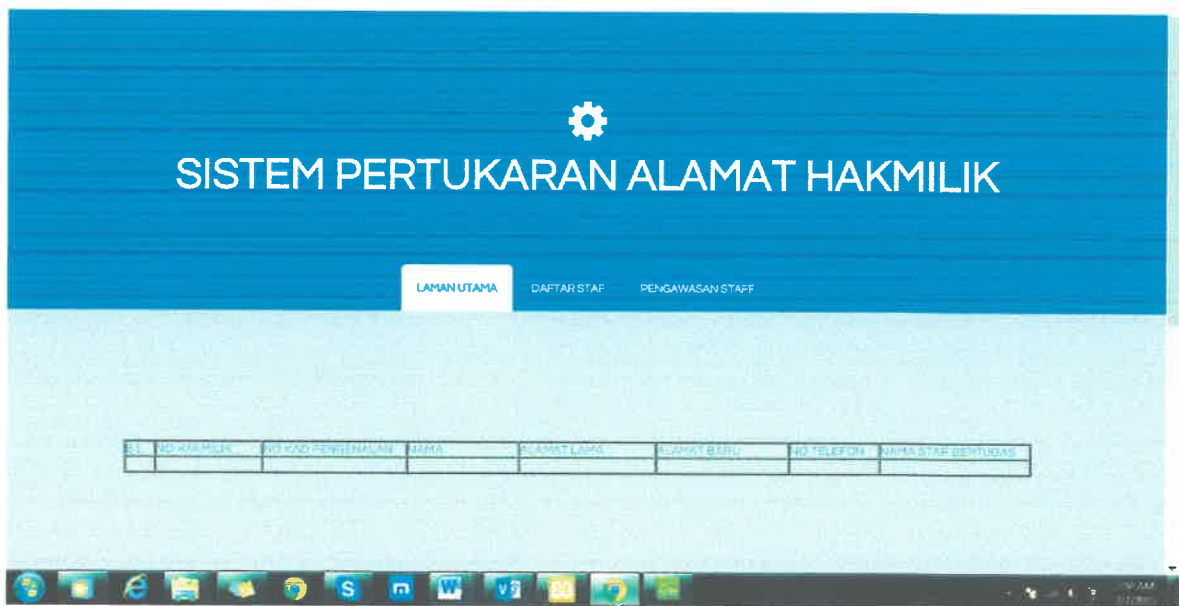 SISTEM PERTUKARAN ALAMAT HAKMILIK
LAMAN UTAMA DAFTAR STAF PENGAWASAN STAFF
NO HAKMILIK NO KAD PENGENALAN NAMA ALAMAT LAMA ALAMAT BARU NO TELEFON NAMA STAF BERTUGAS